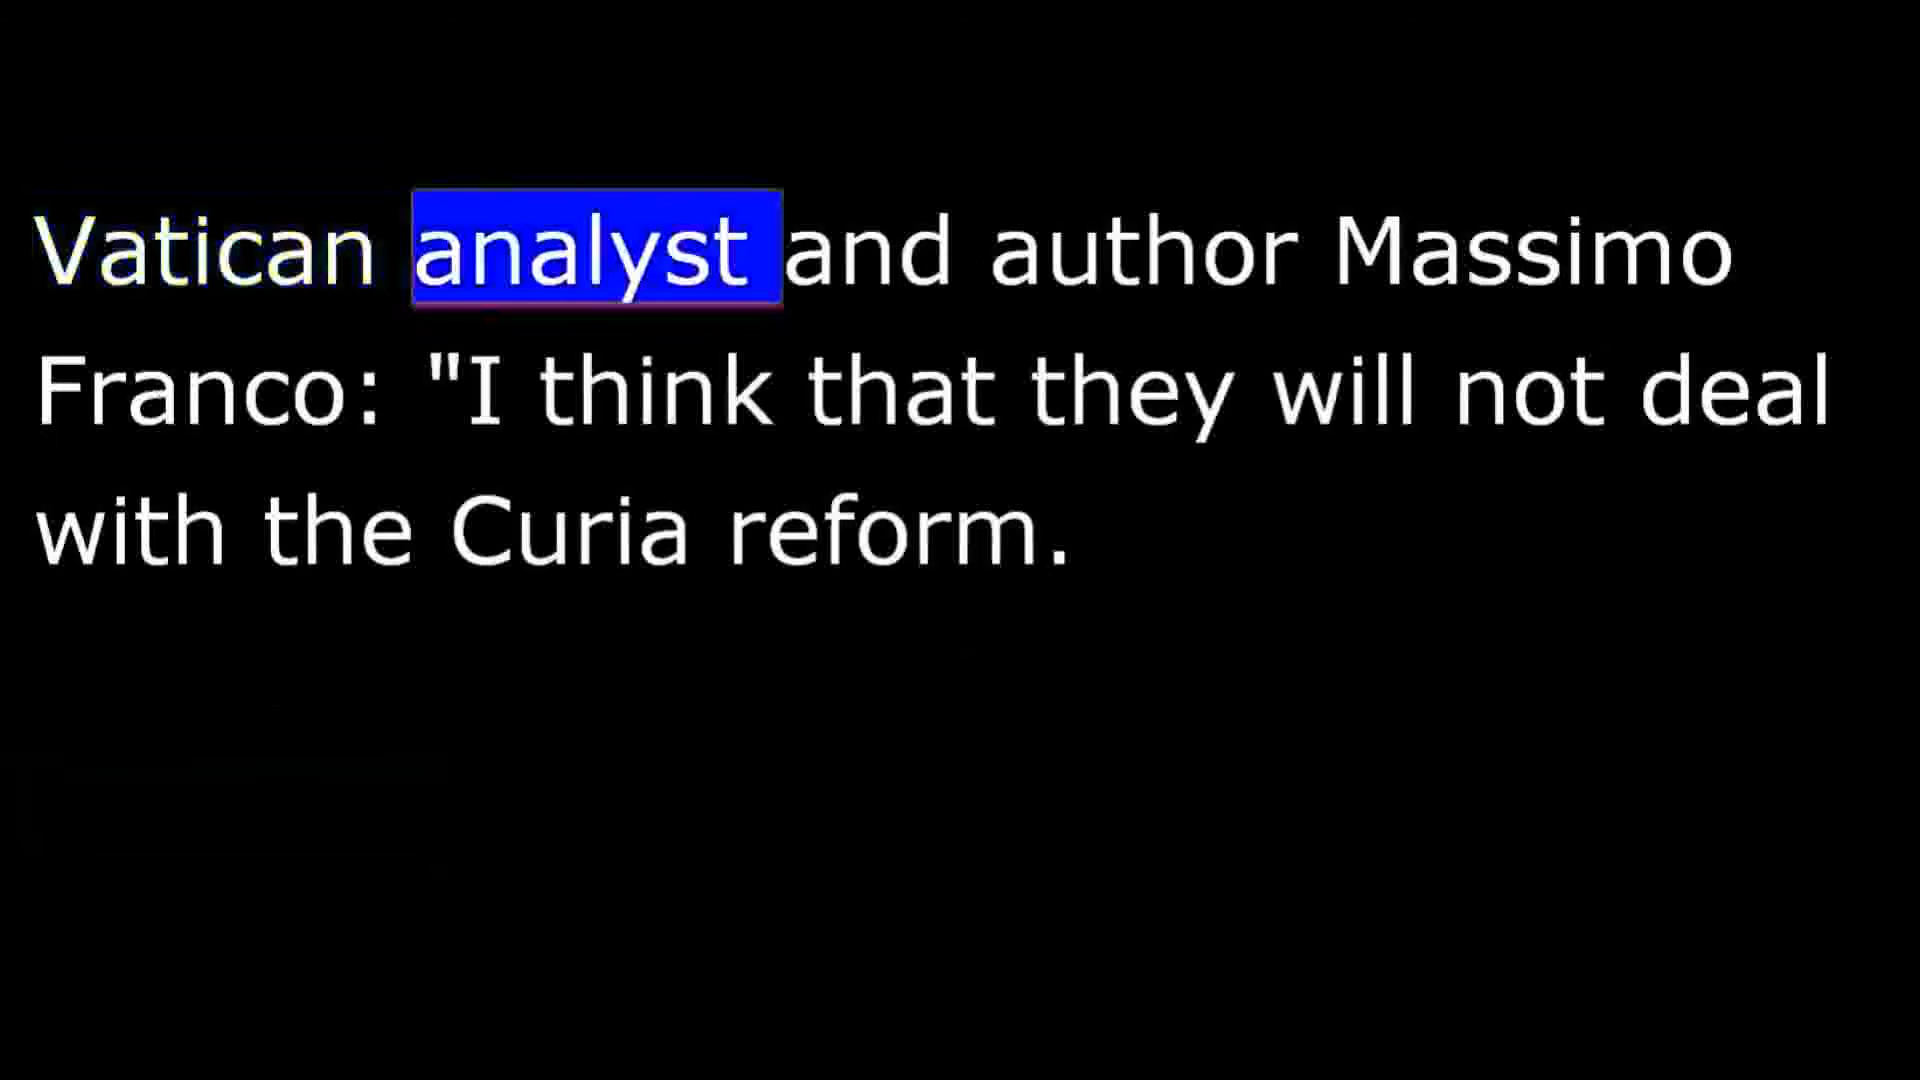 Vatican analyst and author Massimo
Franco: "I think that they will not deal
with the Curia reform.